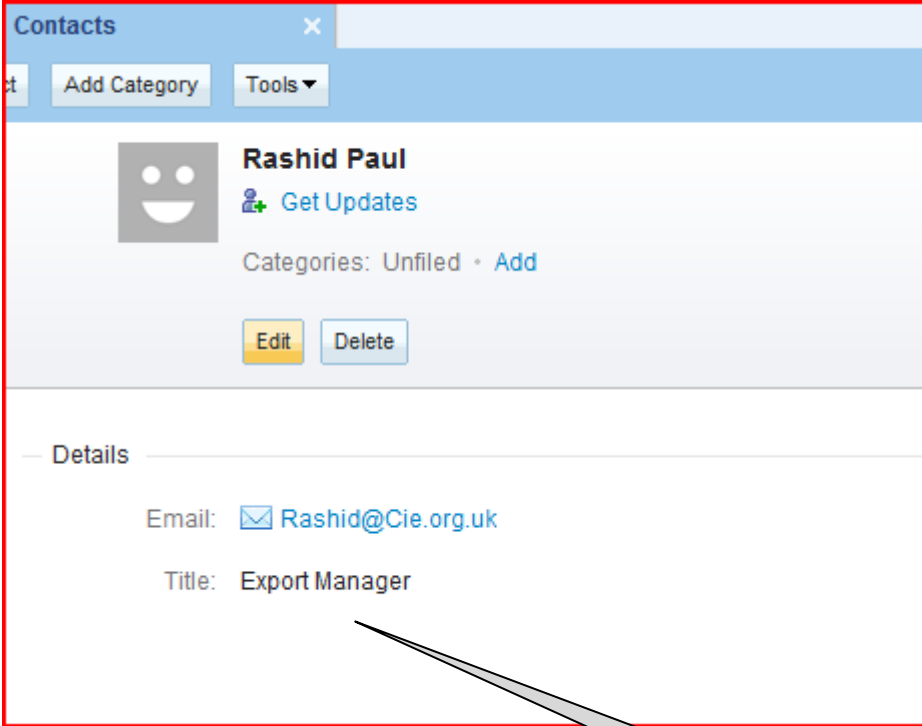 Contacts ×
ct Add Category Tools
Rashid Paul
Get Updates
Categories: Unfiled • Add
Edit Delete
Details
Email: Rashid@Cie.org.uk
Title: Export Manager